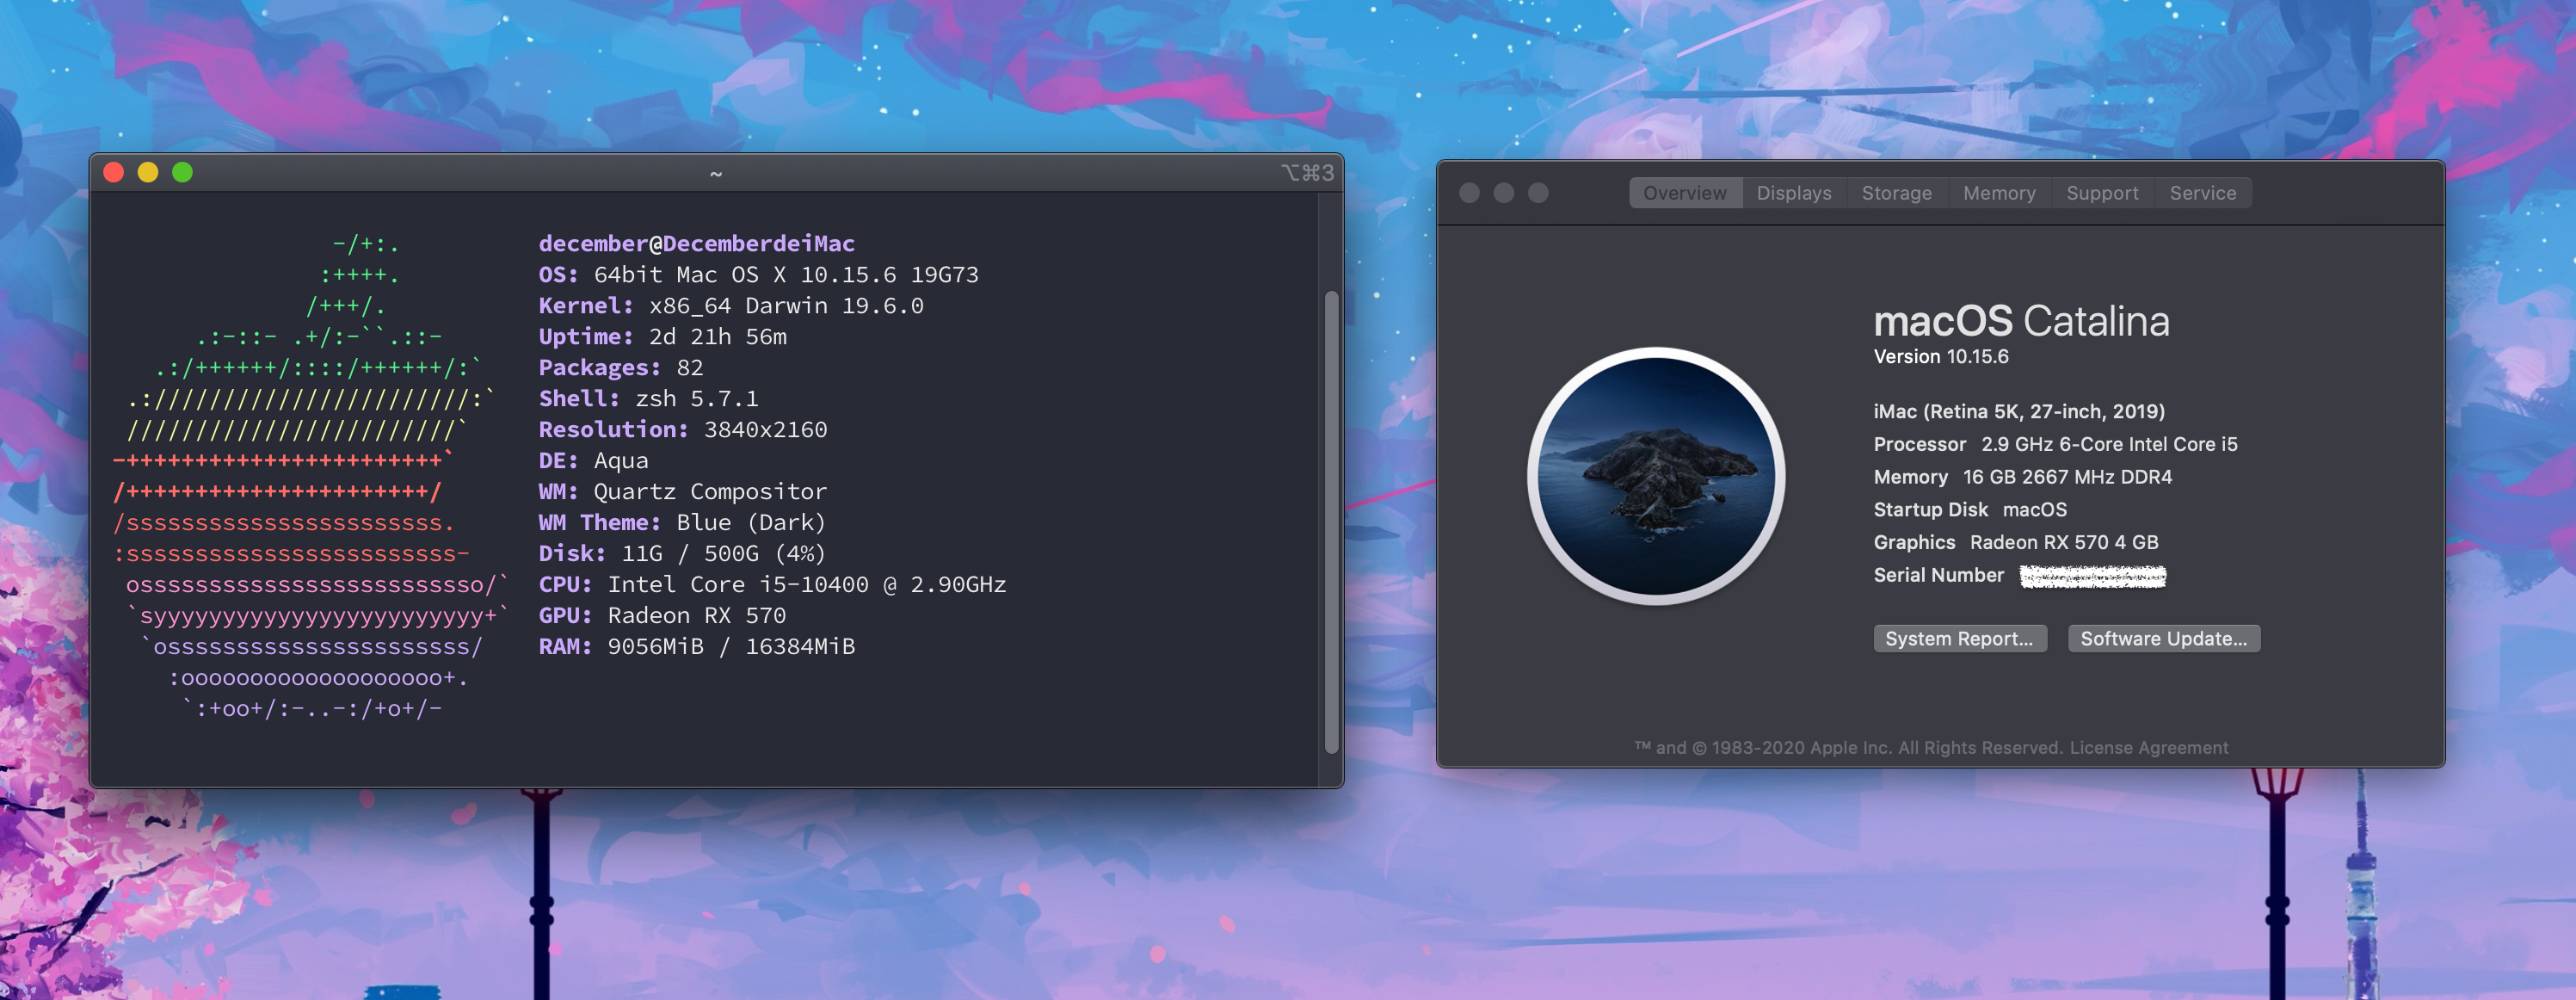 ~
⌥⌘3
-/+:.
:++++.
/+++/.
.:-::- .+/:-``.::-
.:/++++++/::::/++++++/:`
.:///////////////////////:`
////////////////////////`
-+++++++++++++++++++++++`
/++++++++++++++++++++++/
/sssssssssssssssssssssss.
:ssssssssssssssssssssssss-
osssssssssssssssssssssssso/`
`syyyyyyyyyyyyyyyyyyyyyyyy+`
`ossssssssssssssssssssss/
:ooooooooooooooooooo+.
`:+oo+/:-..-:/+o+/-
december@DecemberdeiMac
OS: 64bit Mac OS X 10.15.6 19G73
Kernel: x86_64 Darwin 19.6.0
Uptime: 2d 21h 56m
Packages: 82
Shell: zsh 5.7.1
Resolution: 3840x2160
DE: Aqua
WM: Quartz Compositor
WM Theme: Blue (Dark)
Disk: 11G / 500G (4%)
CPU: Intel Core i5-10400 @ 2.90GHz
GPU: Radeon RX 570
RAM: 9056MiB / 16384MiB
Overview Displays Storage Memory Support Service
macOS Catalina
Version 10.15.6
iMac (Retina 5K, 27-inch, 2019)
Processor 2.9 GHz 6-Core Intel Core i5
Memory 16 GB 2667 MHz DDR4
Startup Disk macOS
Graphics Radeon RX 570 4 GB
Serial Number
System Report... Software Update...
™ and © 1983-2020 Apple Inc. All Rights Reserved. License Agreement